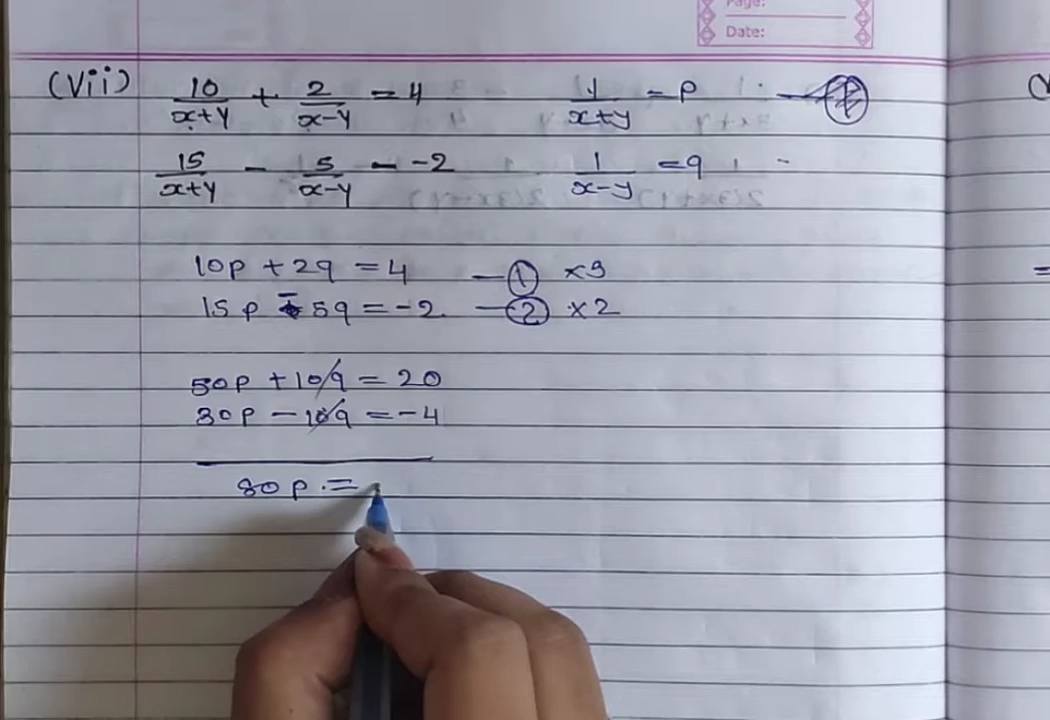 Page:
Date:
(vii) 10/x+y + 2/x-y = 4 1/x+y = p
15/x+y - 5/x-y = -2 1/x-y = q
10p + 2q = 4 — ① ×5
15p - 5q = -2 — ② ×2
50p + 10q = 20
30p - 10q = -4
80p =